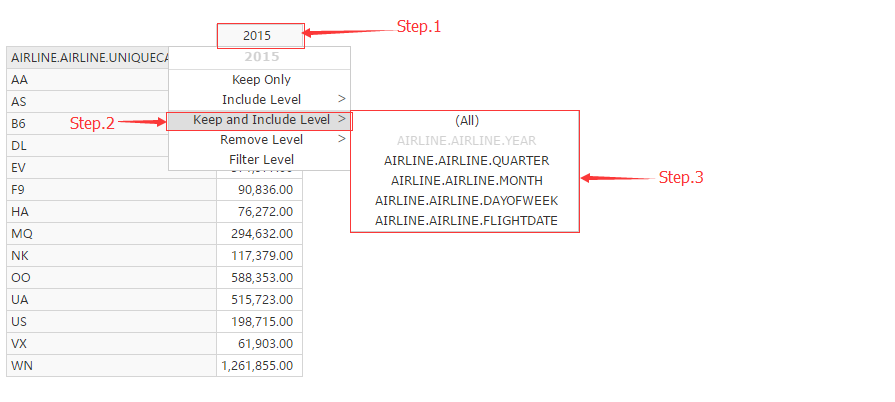 Step.1
2015
AIRLINE.AIRLINE.UNIQUECA
2015
AA
Keep Only
AS
Include Level >
B6
Step.2
Keep and Include Level >
(All)
DL
Remove Level >
AIRLINE.AIRLINE.YEAR
EV
Filter Level
AIRLINE.AIRLINE.QUARTER
F9 90,836.00
AIRLINE.AIRLINE.MONTH
Step.3
HA 76,272.00
AIRLINE.AIRLINE.DAYOFWEEK
MQ 294,632.00
AIRLINE.AIRLINE.FLIGHTDATE
NK 117,379.00
OO 588,353.00
UA 515,723.00
US 198,715.00
VX 61,903.00
WN 1,261,855.00